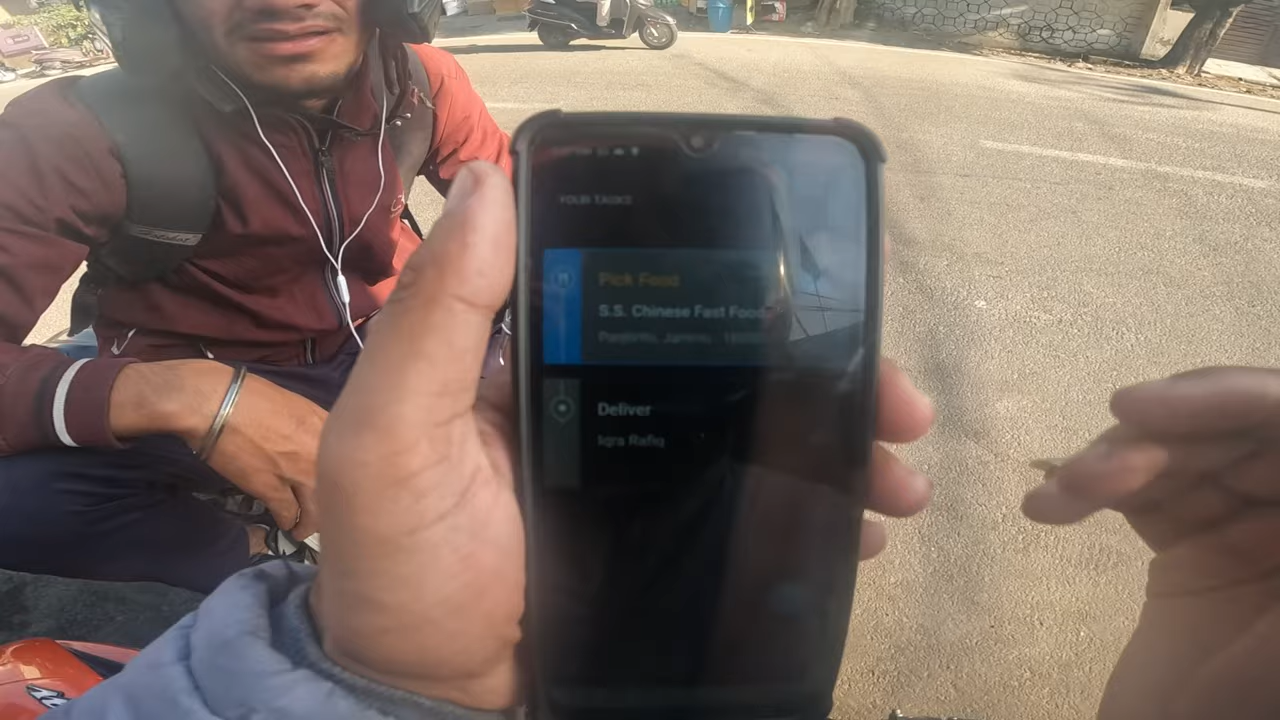 YOUR TASKS
Pick Food
S.S. Chinese Fast Food
Deliver
Iqra Rafiq